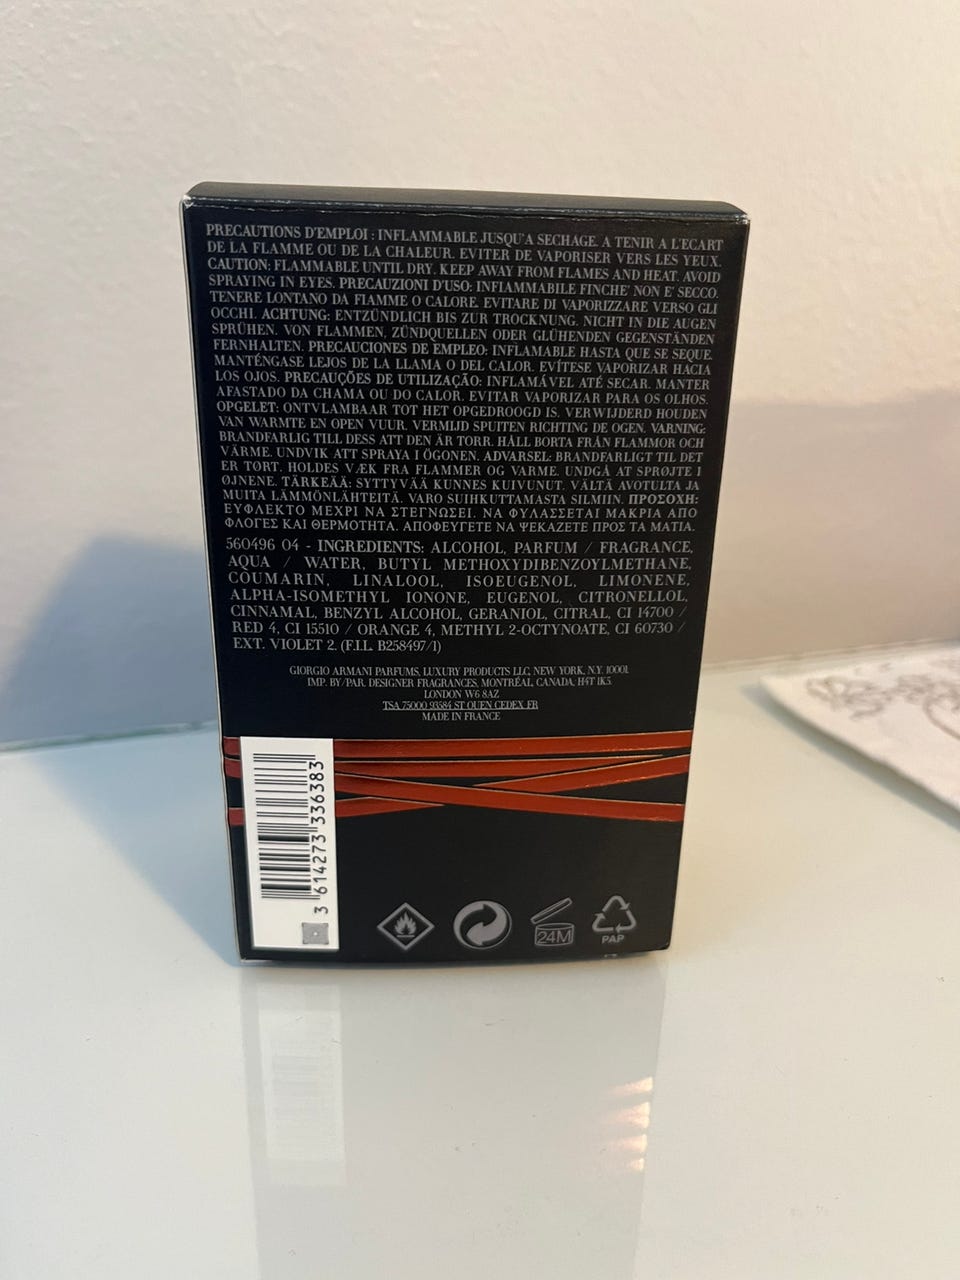 PRECAUTIONS D'EMPLOI : INFLAMMABLE JUSQU'A SECHAGE. A TENIR A L'ECART
DE LA FLAMME OU DE LA CHALEUR. EVITER DE VAPORISER VERS LES YEUX.
CAUTION: FLAMMABLE UNTIL DRY. KEEP AWAY FROM FLAMES AND HEAT. AVOID
SPRAYING IN EYES. PRECAUZIONI D'USO: INFIAMMABILE FINCHE' NON E' SECCO.
TENERE LONTANO DA FIAMME O CALORE. EVITARE DI VAPORIZZARE VERSO GLI
OCCHI. ACHTUNG: ENTZÜNDLICH BIS ZUR TROCKNUNG. NICHT IN DIE AUGEN
SPRÜHEN. VON FLAMMEN, ZÜNDQUELLEN ODER GLÜHENDEN GEGENSTÄNDEN
FERNHALTEN. PRECAUCIONES DE EMPLEO: INFLAMABLE HASTA QUE SE SEQUE.
MANTÉNGASE LEJOS DE LA LLAMA O DEL CALOR. EVÍTESE VAPORIZAR HACIA
LOS OJOS. PRECAUÇÕES DE UTILIZAÇÃO: INFLAMÁVEL ATÉ SECAR. MANTER
AFASTADO DA CHAMA OU DO CALOR. EVITAR VAPORIZAR PARA OS OLHOS.
OPGELET: ONTVLAMBAAR TOT HET OPGEDROOGD IS. VERWIJDERD HOUDEN
VAN WARMTE EN OPEN VUUR. VERMIJD SPUITEN RICHTING DE OGEN. VARNING:
BRANDFARLIG TILL DESS ATT DEN ÄR TORR. HÅLL BORTA FRÅN FLAMMOR OCH
VÄRME. UNDVIK ATT SPRAYA I ÖGONEN. ADVARSEL: BRANDFARLIGT TIL DET
ER TØRT. HOLDES VÆK FRA FLAMMER OG VARME. UNDGÅ AT SPRØJTE I
ØJNENE. TÄRKEÄÄ: SYTTYVÄÄ KUNNES KUIVUNUT. VÄLTÄ AVOTULTA JA
MUITA LÄMMÖNLÄHTEITÄ. VARO SUIHKUTTAMASTA SILMIIN. ΠΡΟΣΟΧΗ:
ΕΥΦΛΕΚΤΟ ΜΕΧΡΙ ΝΑ ΣΤΕΓΝΩΣΕΙ. ΝΑ ΦΥΛΑΣΣΕΤΑΙ ΜΑΚΡΙΑ ΑΠΟ
ΦΛΟΓΕΣ ΚΑΙ ΘΕΡΜΟΤΗΤΑ. ΑΠΟΦΕΥΓΕΤΕ ΝΑ ΨΕΚΑΖΕΤΕ ΠΡΟΣ ΤΑ ΜΑΤΙΑ.
560496 04 - INGREDIENTS: ALCOHOL, PARFUM / FRAGRANCE,
AQUA / WATER, BUTYL METHOXYDIBENZOYLMETHANE,
COUMARIN, LINALOOL, ISOEUGENOL, LIMONENE,
ALPHA-ISOMETHYL IONONE, EUGENOL, CITRONELLOL,
CINNAMAL, BENZYL ALCOHOL, GERANIOL, CITRAL, CI 14700 /
RED 4, CI 15510 / ORANGE 4, METHYL 2-OCTYNOATE, CI 60730 /
EXT. VIOLET 2. (F.I.L. B258497/1)
GIORGIO ARMANI PARFUMS, LUXURY PRODUCTS LLC, NEW YORK, N.Y. 10001.
IMP. BY/PAR. DESIGNER FRAGRANCES, MONTRÉAL, CANADA, H4T 1K5.
LONDON W6 8AZ
TSA 75000 93584 ST OUEN CEDEX FR
MADE IN FRANCE
3 614273 336383
24M
PAP